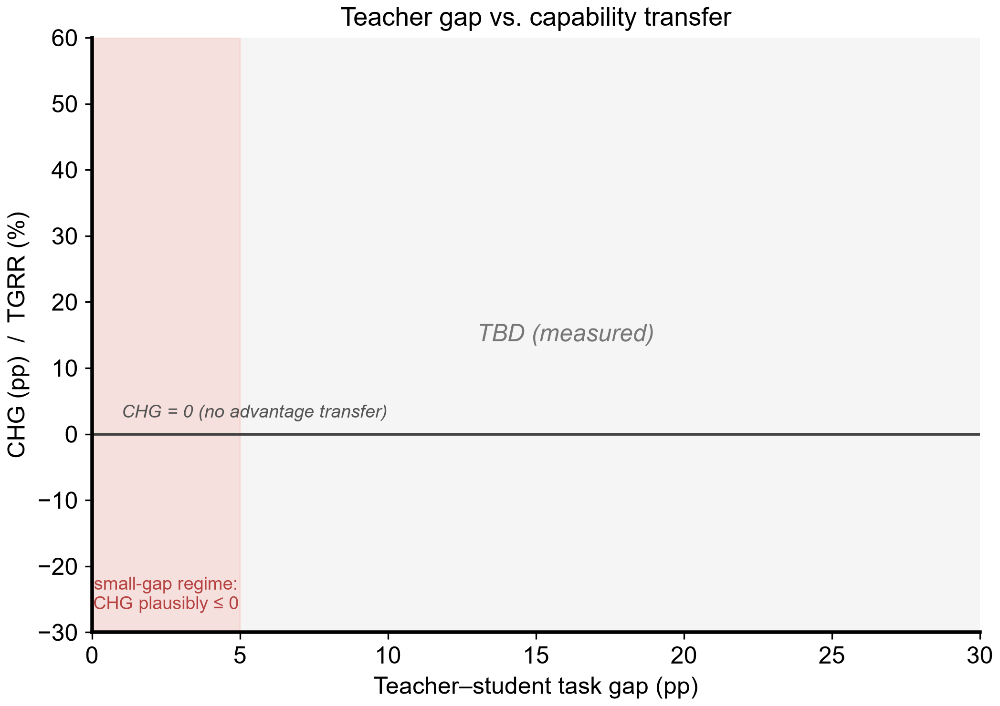 Teacher gap vs. capability transfer
60
50
40
30
20
10
0
−10
−20
−30
CHG (pp) / TGRR (%)
TBD (measured)
CHG = 0 (no advantage transfer)
small-gap regime:
CHG plausibly ≤ 0
0 5 10 15 20 25 30
Teacher–student task gap (pp)